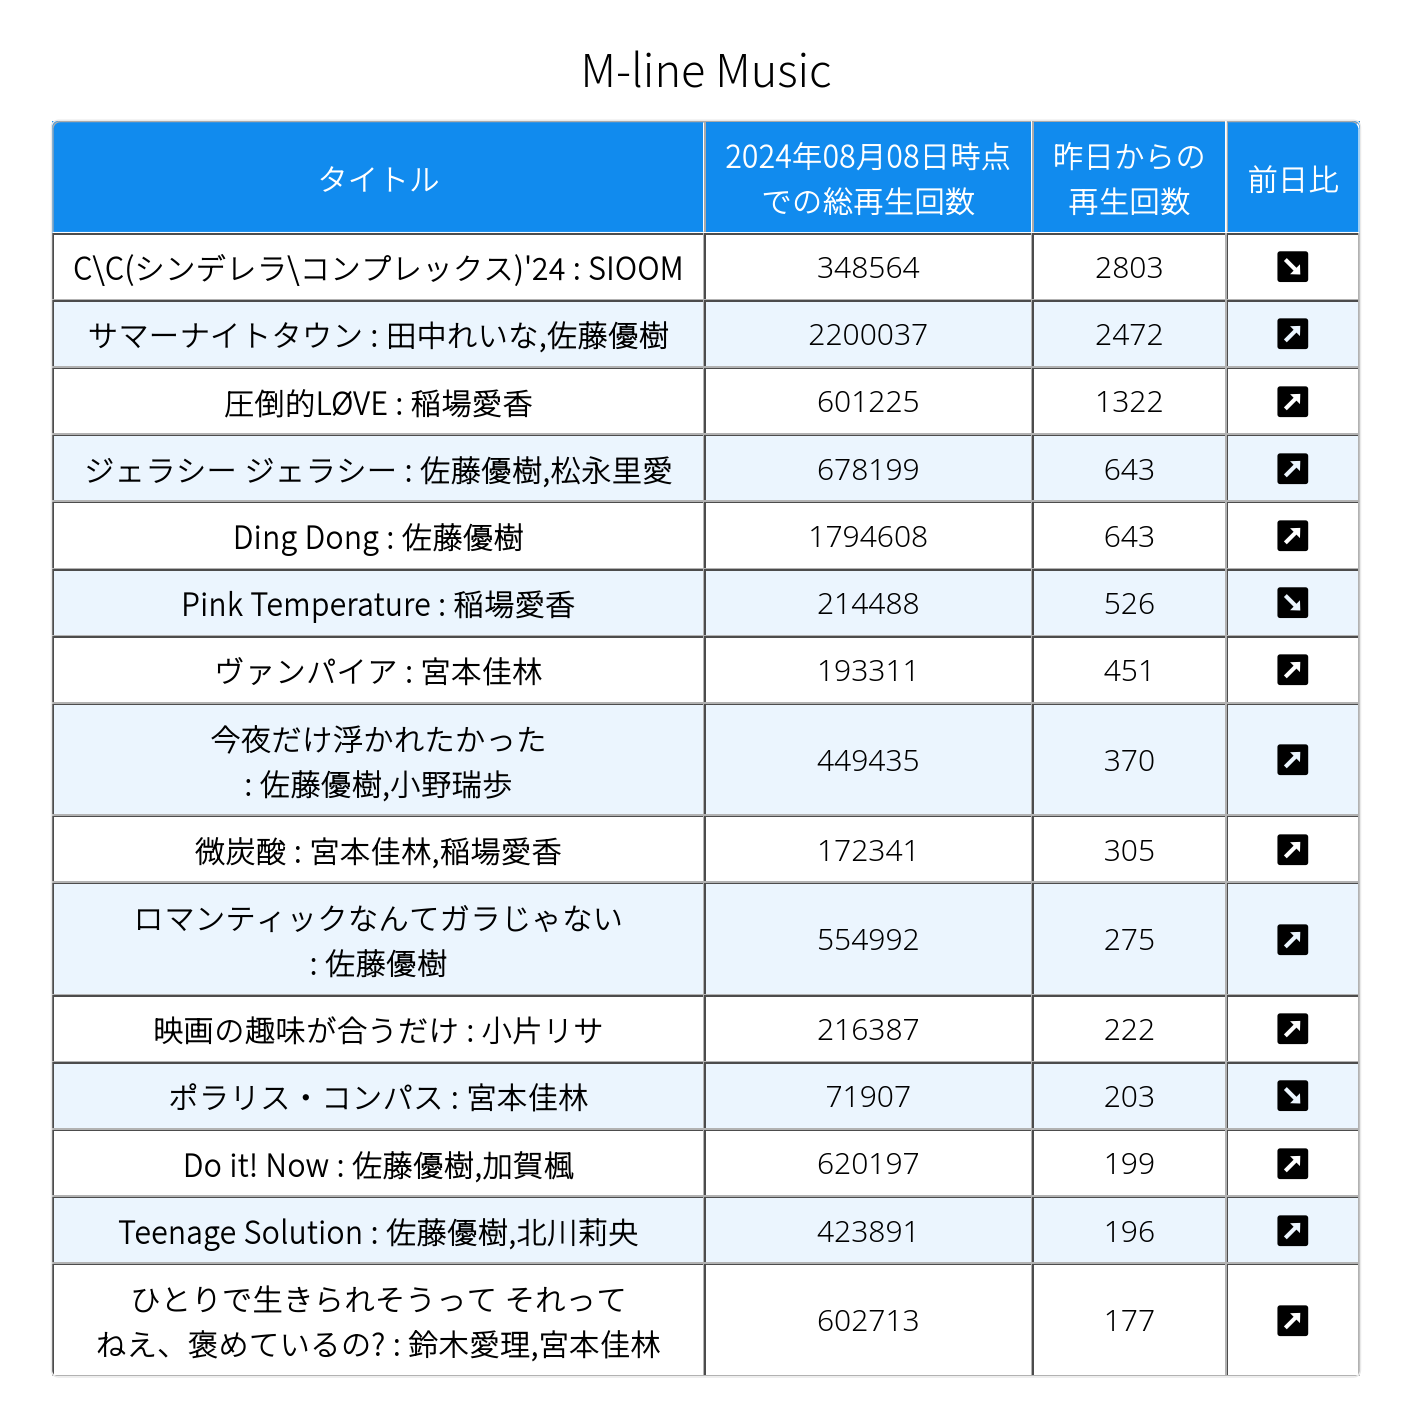 M-line Music
タイトル
2024年08月08日時点
での総再生回数
昨日からの
再生回数
前日比
C\C(シンデレラ\コンプレックス)'24 : SIOOM 348564 2803
サマーナイトタウン : 田中れいな,佐藤優樹 2200037 2472
圧倒的LØVE : 稲場愛香 601225 1322
ジェラシー ジェラシー : 佐藤優樹,松永里愛 678199 643
Ding Dong : 佐藤優樹 1794608 643
Pink Temperature : 稲場愛香 214488 526
ヴァンパイア : 宮本佳林 193311 451
今夜だけ浮かれたかった
: 佐藤優樹,小野瑞歩 449435 370
微炭酸 : 宮本佳林,稲場愛香 172341 305
ロマンティックなんてガラじゃない
: 佐藤優樹 554992 275
映画の趣味が合うだけ : 小片リサ 216387 222
ポラリス・コンパス : 宮本佳林 71907 203
Do it! Now : 佐藤優樹,加賀楓 620197 199
Teenage Solution : 佐藤優樹,北川莉央 423891 196
ひとりで生きられそうって それって
ねえ、褒めているの? : 鈴木愛理,宮本佳林 602713 177